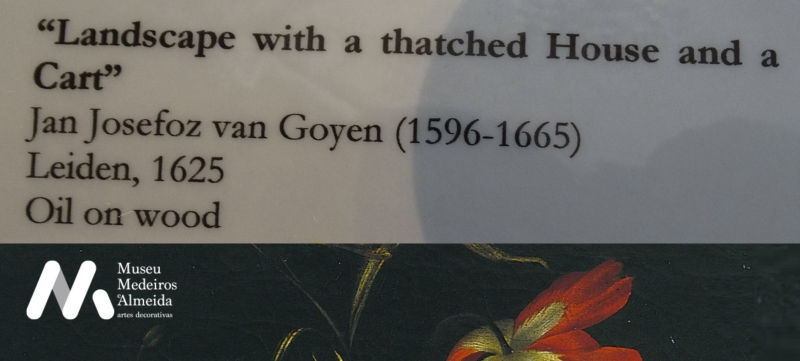 “Landscape with a thatched House and a
Cart”
Jan Josefoz van Goyen (1596-1665)
Leiden, 1625
Oil on wood
Museu
Medeiros
e Almeida
artes decorativas